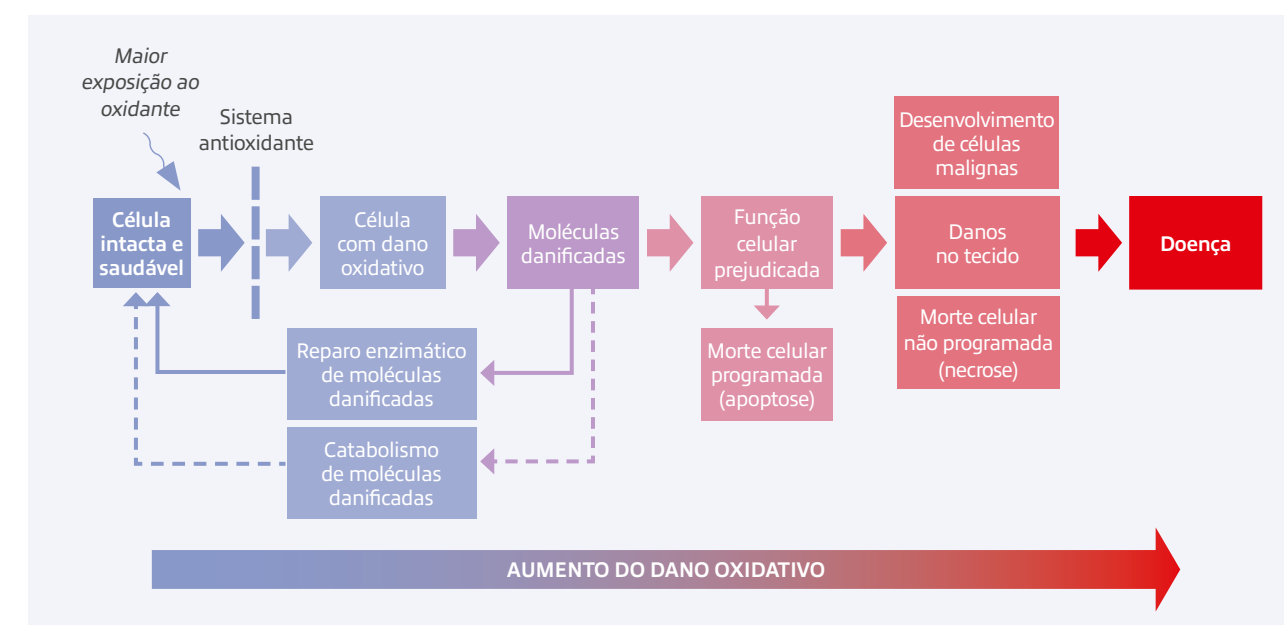 Maior
exposição ao
oxidante
Sistema
antioxidante
Célula
intacta e
saudável
Célula
com dano
oxidativo
Moléculas
danificadas
Função
celular
prejudicada
Desenvolvimento
de células
malignas
Danos
no tecido
Morte celular
não programada
(necrose)
Doença
Reparo enzimático
de moléculas
danificadas
Morte celular
programada
(apoptose)
Catabolismo
de moléculas
danificadas
AUMENTO DO DANO OXIDATIVO